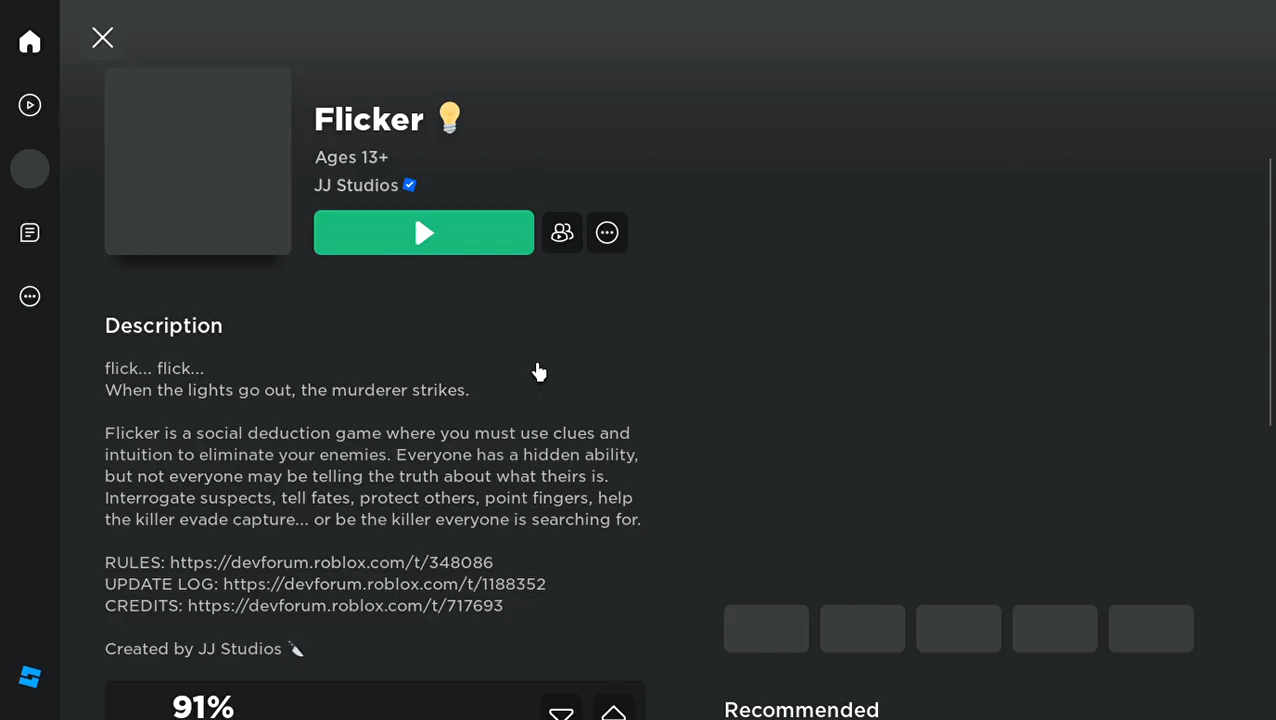 Flicker 💡
Ages 13+
JJ Studios
Description
flick... flick...
When the lights go out, the murderer strikes.
Flicker is a social deduction game where you must use clues and
intuition to eliminate your enemies. Everyone has a hidden ability,
but not everyone may be telling the truth about what theirs is.
Interrogate suspects, tell fates, protect others, point fingers, help
the killer evade capture... or be the killer everyone is searching for.
RULES: https://devforum.roblox.com/t/348086
UPDATE LOG: https://devforum.roblox.com/t/1188352
CREDITS: https://devforum.roblox.com/t/717693
Created by JJ Studios 🔪
91%
Recommended